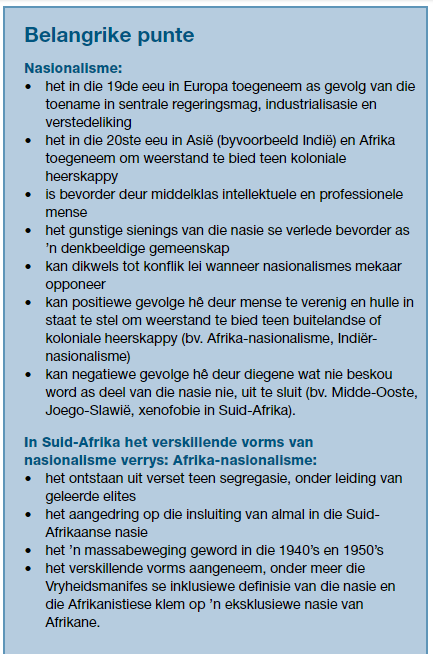 Belangrike punte
Nasionalisme:
• het in die 19de eeu in Europa toegeneem as gevolg van die
toename in sentrale regeringsmag, industrialisasie en
verstedeliking
• het in die 20ste eeu in Asië (byvoorbeeld Indië) en Afrika
toegeneem om weerstand te bied teen koloniale
heerskappy
• is bevorder deur middelklas intellektuele en professionele
mense
• het gunstige sienings van die nasie se verlede bevorder as
’n denkbeeldige gemeenskap
• kan dikwels tot konflik lei wanneer nasionalismes mekaar
opponeer
• kan positiewe gevolge hê deur mense te verenig en hulle in
staat te stel om weerstand te bied teen buitelandse of
koloniale heerskappy (bv. Afrika-nasionalisme, Indiër-
nasionalisme)
• kan negatiewe gevolge hê deur diegene wat nie beskou
word as deel van die nasie nie, uit te sluit (bv. Midde-Ooste,
Joego-Slawië, xenofobie in Suid-Afrika).
In Suid-Afrika het verskillende vorms van
nasionalisme verrys: Afrika-nasionalisme:
• het ontstaan uit verset teen segregasie, onder leiding van
geleerde elites
• het aangedring op die insluiting van almal in die Suid-
Afrikaanse nasie
• het ’n massabeweging geword in die 1940’s en 1950’s
• het verskillende vorms aangeneem, onder meer die
Vryheidsmanifes se inklusiewe definisie van die nasie en
die Afrikanistiese klem op ’n eksklusiewe nasie van
Afrikane.